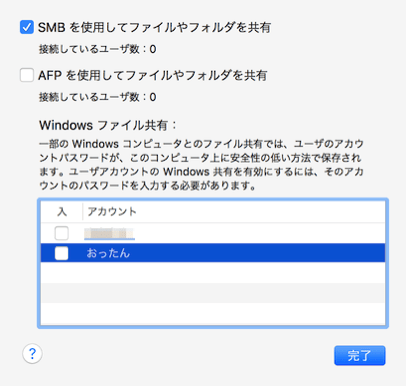 SMB を使用してファイルやフォルダを共有
接続しているユーザ数：0
AFP を使用してファイルやフォルダを共有
接続しているユーザ数：0
Windows ファイル共有：
一部の Windows コンピュータとのファイル共有では、ユーザのアカウ
ントパスワードが、このコンピュータ上に安全性の低い方法で保存されま
す。ユーザアカウントの Windows 共有を有効にするには、そのアカ
ウントのパスワードを入力する必要があります。
入 アカウント
おったん
? 完了